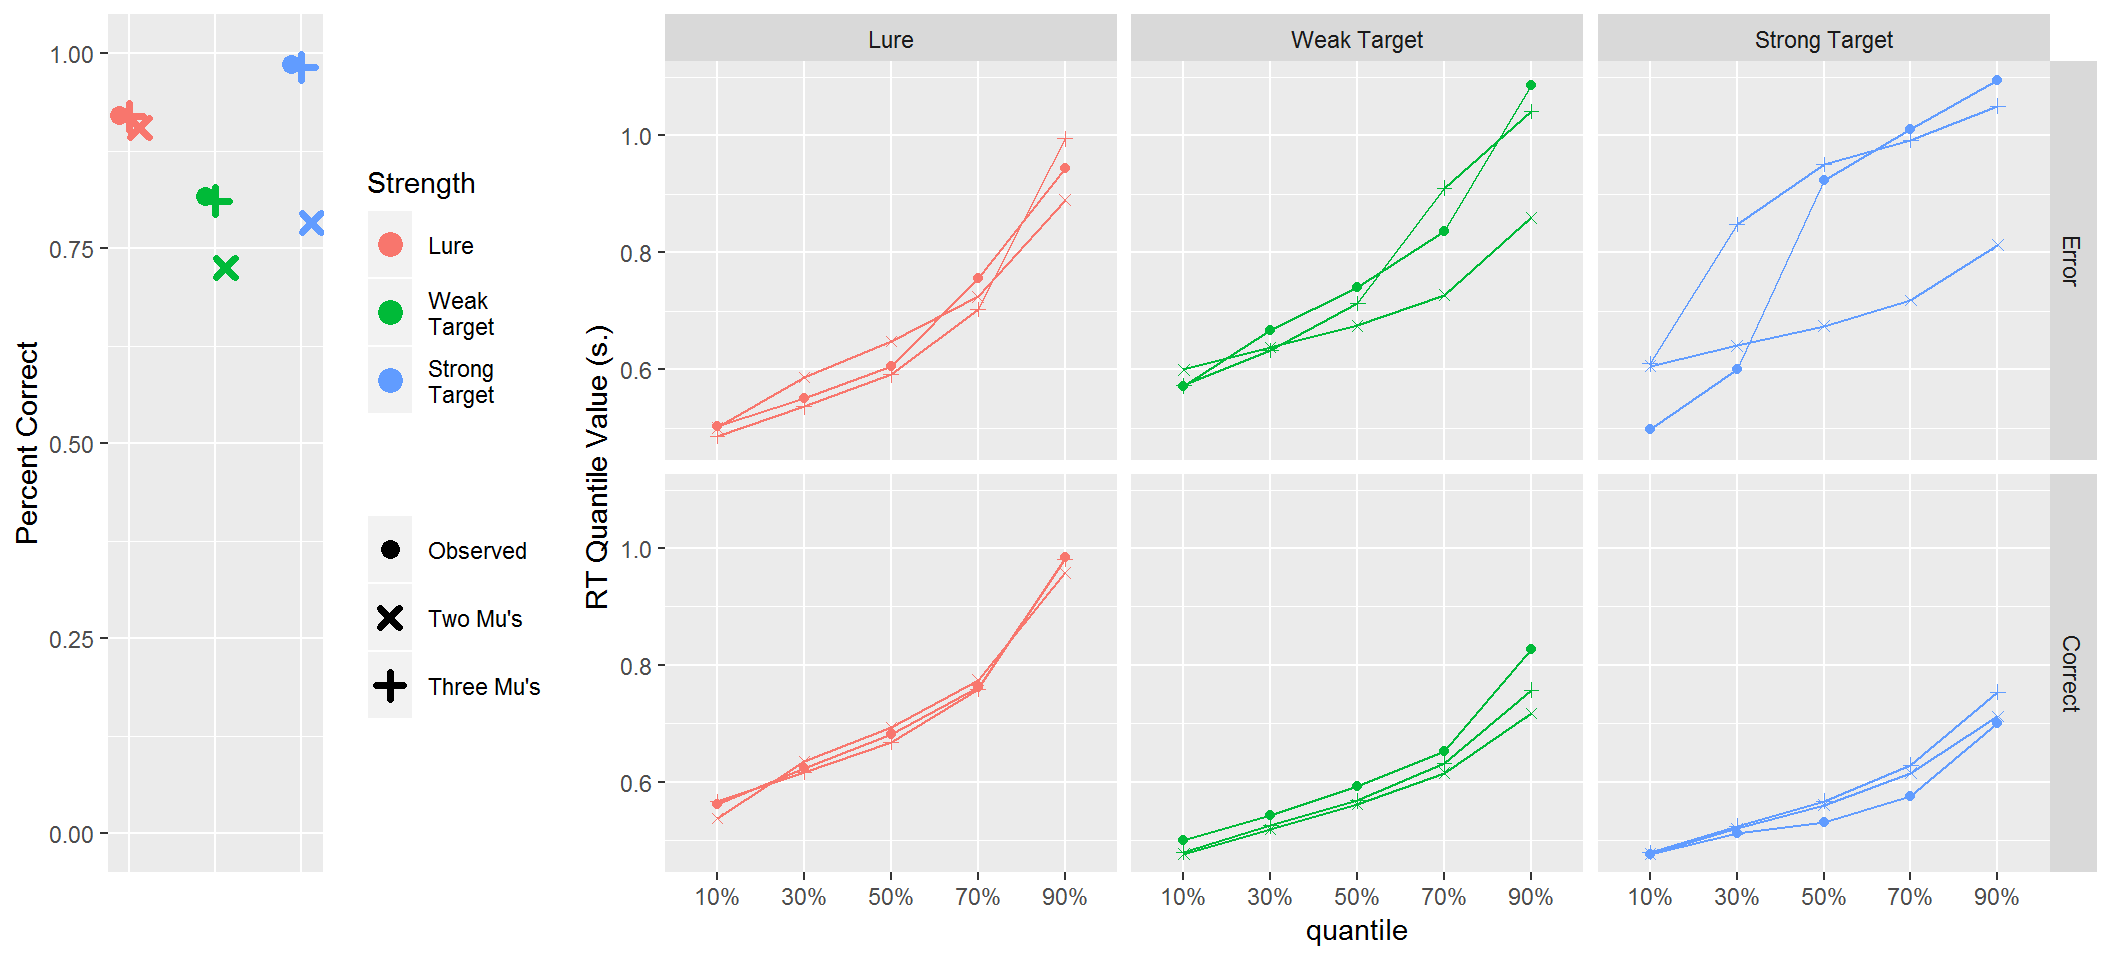 Percent Correct
1.00
0.75
0.50
0.25
0.00
Strength
Lure
Weak
Target
Strong
Target
Observed
Two Mu's
Three Mu's
RT Quantile Value (s.)
Lure
Weak Target
Strong Target
1.0
0.8
0.6
Error
1.0
0.8
0.6
Correct
10% 30% 50% 70% 90%
10% 30% 50% 70% 90%
10% 30% 50% 70% 90%
quantile